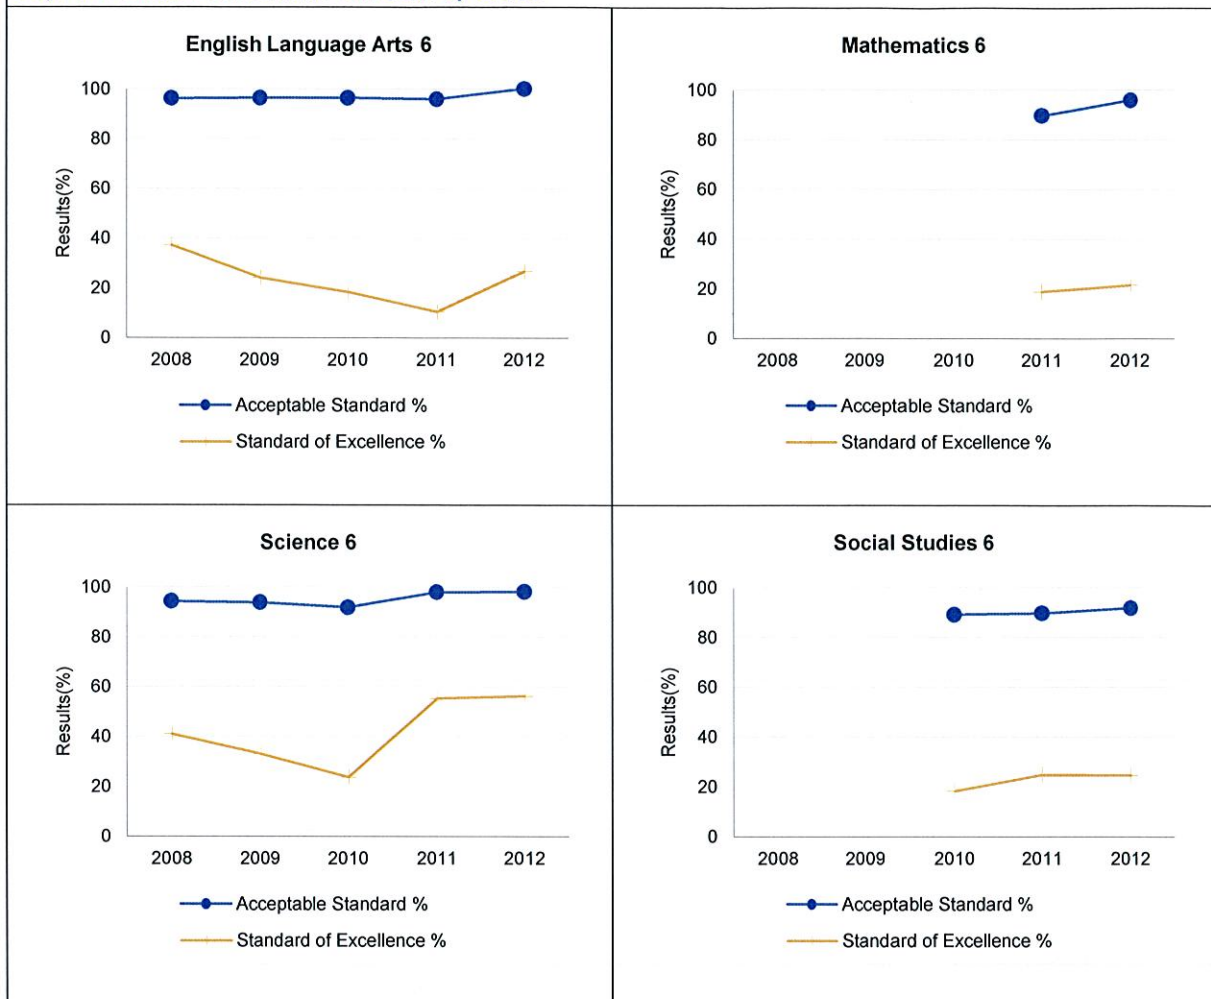 English Language Arts 6
Results(%)
100
80
60
40
20
0
2008 2009 2010 2011 2012
Acceptable Standard %
Standard of Excellence %
Mathematics 6
Results(%)
100
80
60
40
20
0
2008 2009 2010 2011 2012
Acceptable Standard %
Standard of Excellence %
Science 6
Results(%)
100
80
60
40
20
0
2008 2009 2010 2011 2012
Acceptable Standard %
Standard of Excellence %
Social Studies 6
Results(%)
100
80
60
40
20
0
2008 2009 2010 2011 2012
Acceptable Standard %
Standard of Excellence %